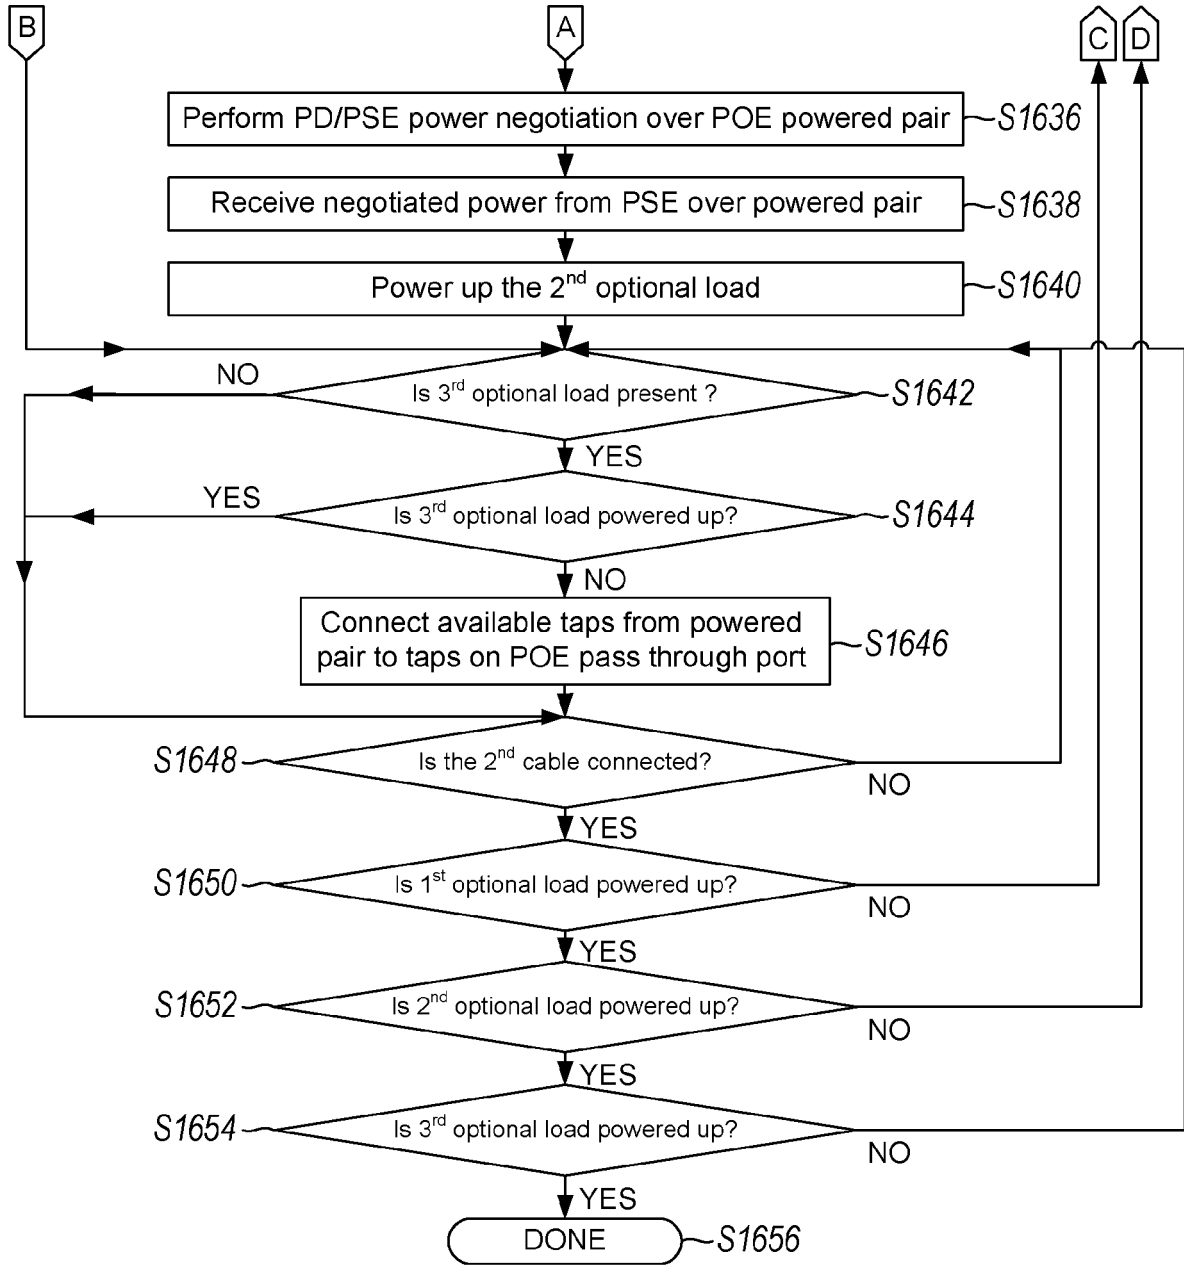 B
A
C
D
Perform PD/PSE power negotiation over POE powered pair
S1636
Receive negotiated power from PSE over powered pair
S1638
Power up the 2nd optional load
S1640
NO
Is 3rd optional load present ?
S1642
YES
YES
Is 3rd optional load powered up?
S1644
NO
Connect available taps from powered
pair to taps on POE pass through port
S1646
S1648
Is the 2nd cable connected?
NO
YES
S1650
Is 1st optional load powered up?
NO
YES
S1652
Is 2nd optional load powered up?
NO
YES
S1654
Is 3rd optional load powered up?
NO
YES
DONE
S1656